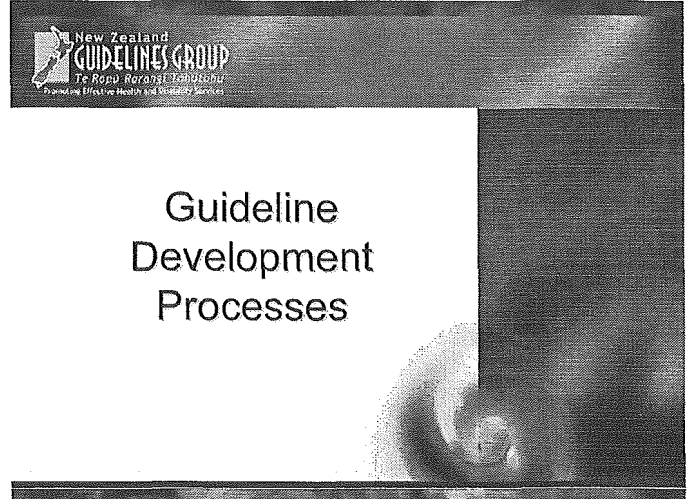 New Zealand
GUIDELINES GROUP
Te Ropu Rarangi Tohutohu
Promoting Effective Health and Disability Services
Guideline
Development
Processes